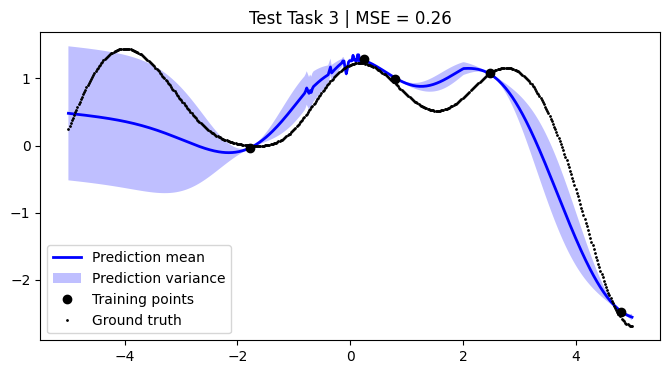 Test Task 3 | MSE = 0.26
1
0
−1
−2
Prediction mean
Prediction variance
Training points
Ground truth
−4 −2 0 2 4